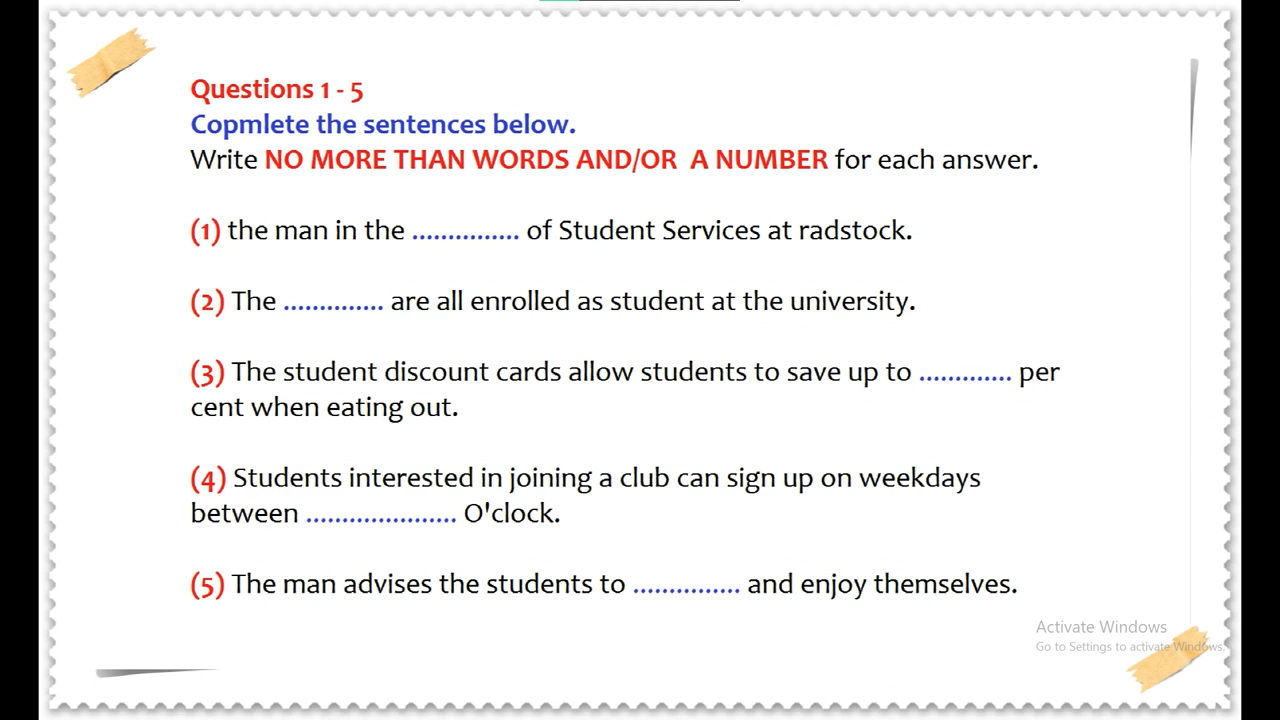 Questions 1 - 5
Copmlete the sentences below.
Write NO MORE THAN WORDS AND/OR A NUMBER for each answer.
(1) the man in the ............... of Student Services at radstock.
(2) The .............. are all enrolled as student at the university.
(3) The student discount cards allow students to save up to ............. per
cent when eating out.
(4) Students interested in joining a club can sign up on weekdays
between ..................... O'clock.
(5) The man advises the students to ............... and enjoy themselves.
Activate Windows
Go to Settings to activate Windows.